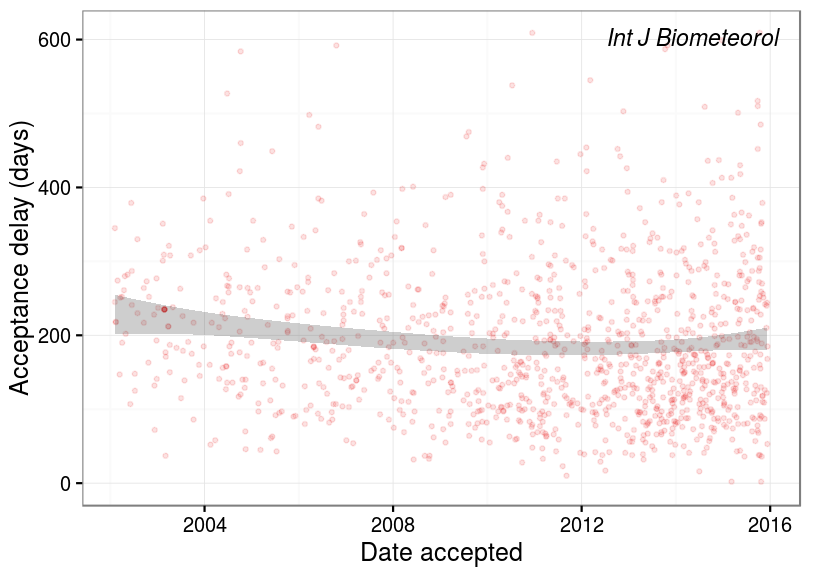 Int J Biometeorol
600
400
200
0
Acceptance delay (days)
2004 2008 2012 2016
Date accepted